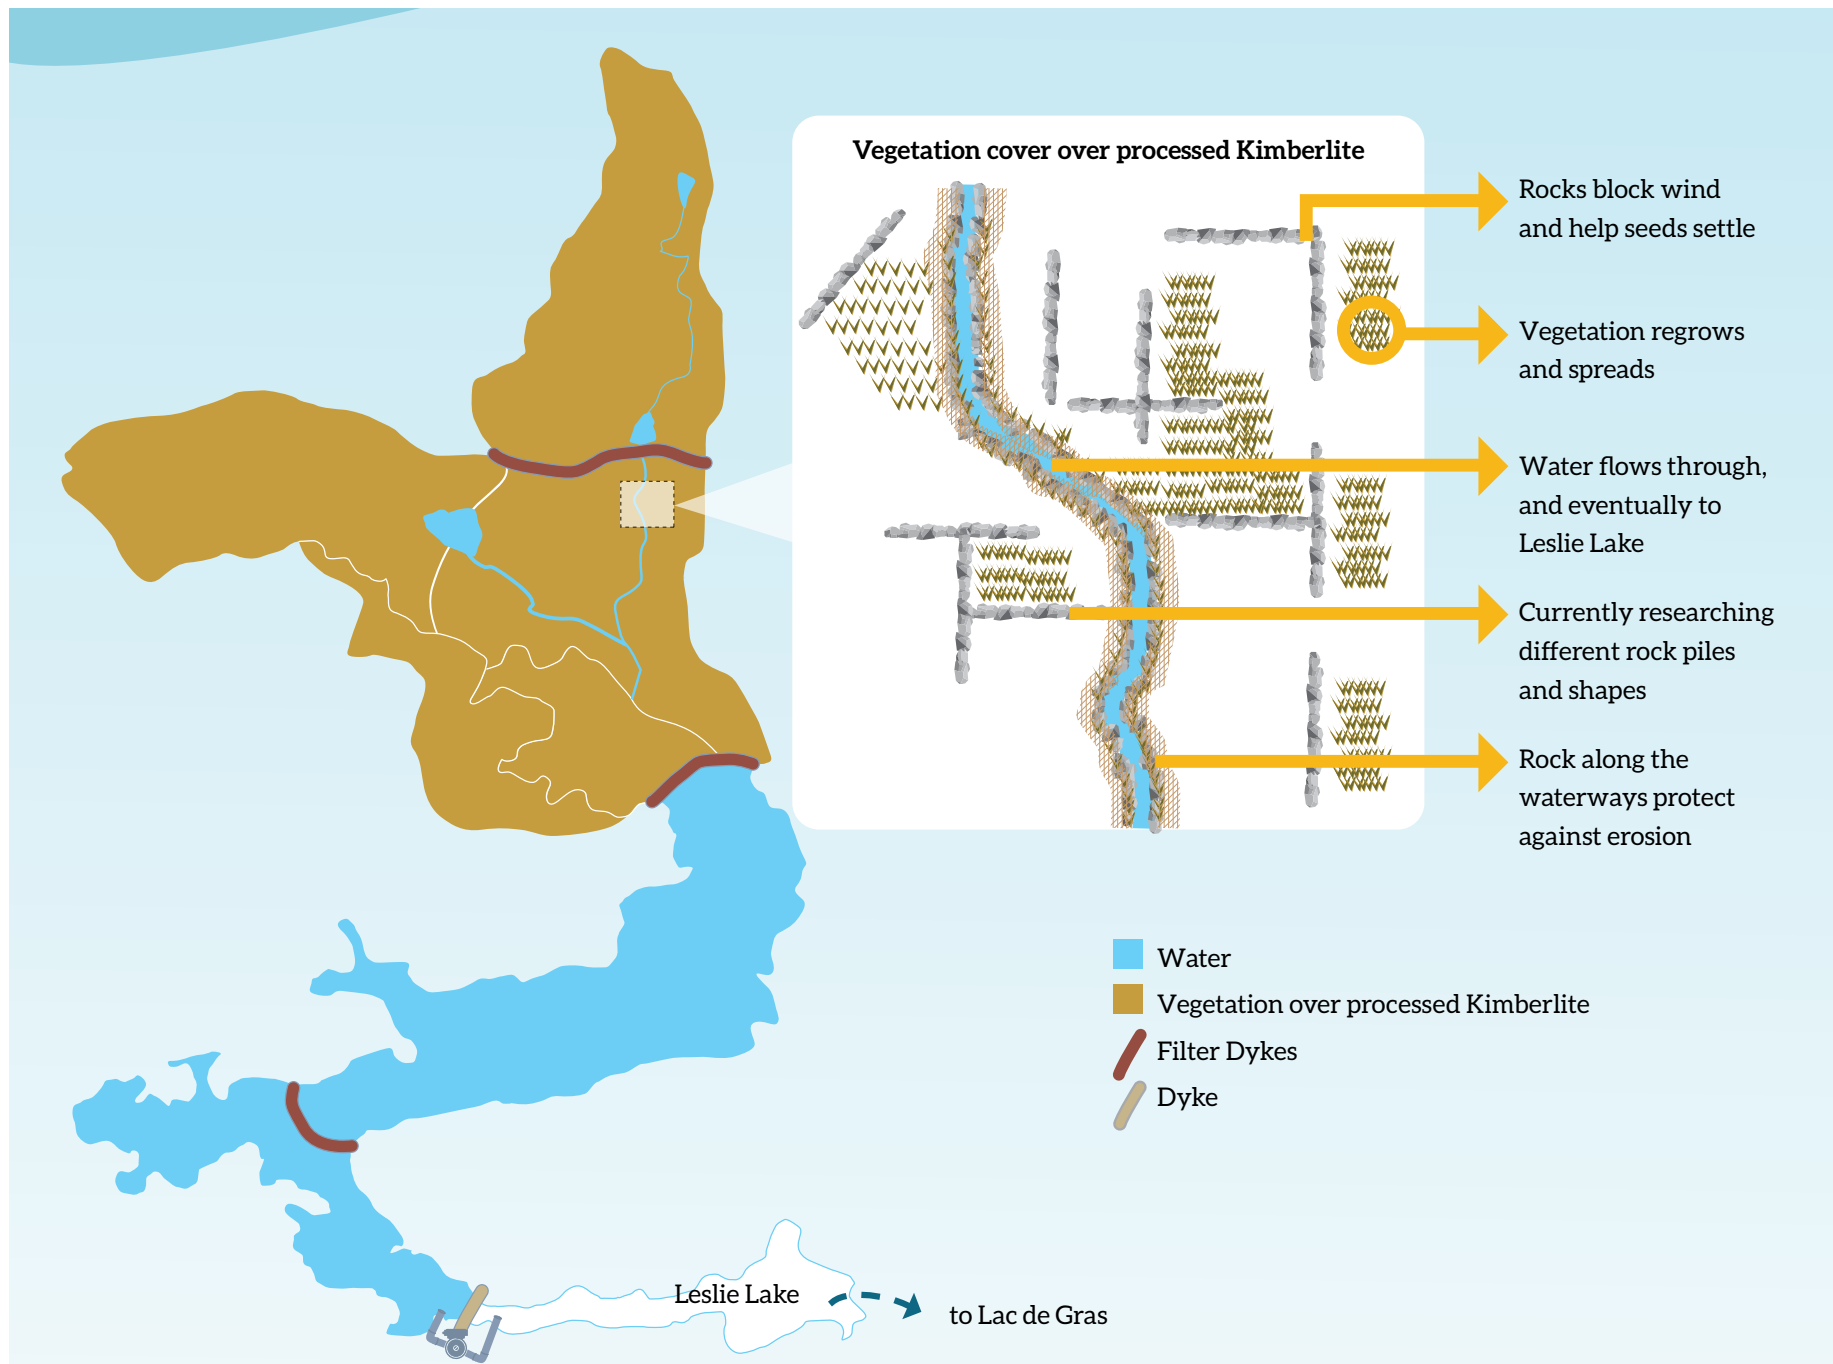 Vegetation cover over processed Kimberlite
Rocks block wind
and help seeds settle
Vegetation regrows
and spreads
Water flows through,
and eventually to
Leslie Lake
Currently researching
different rock piles
and shapes
Rock along the
waterways protect
against erosion
Water
Vegetation over processed Kimberlite
Filter Dykes
Dyke
Leslie Lake
to Lac de Gras